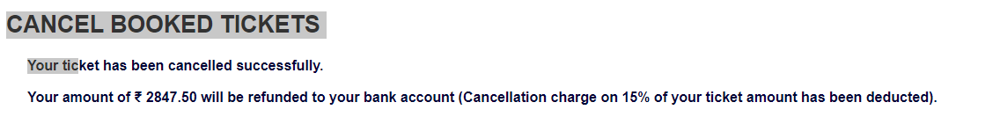 CANCEL BOOKED TICKETS
Your ticket has been cancelled successfully.
Your amount of ₹ 2847.50 will be refunded to your bank account (Cancellation charge on 15% of your ticket amount has been deducted).